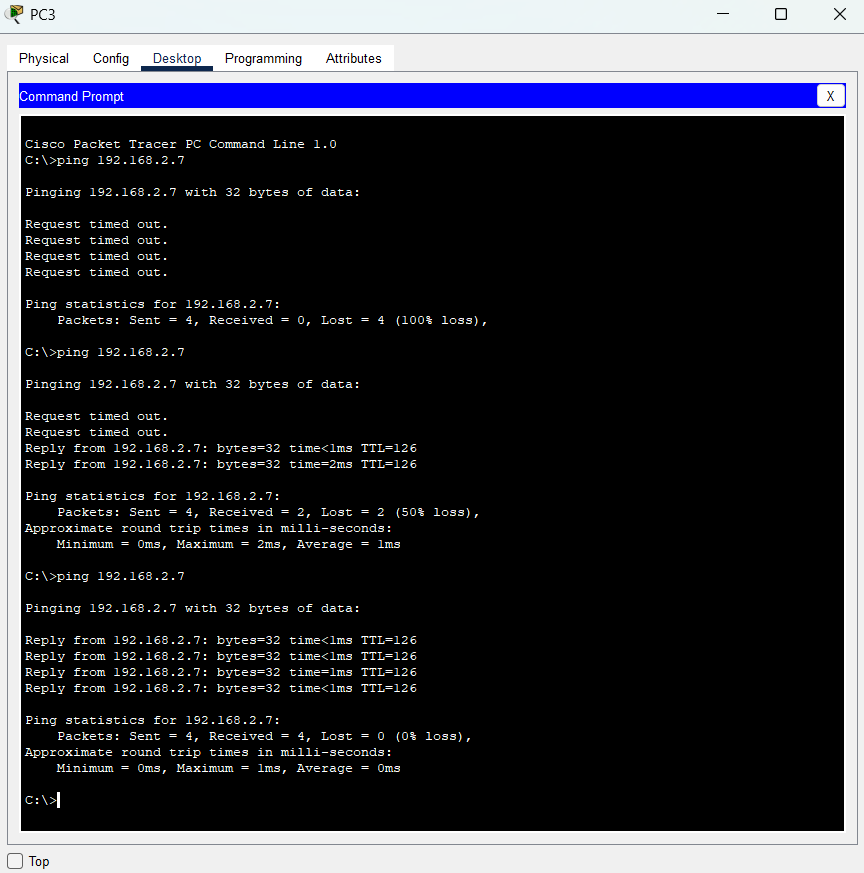 PC3
Physical Config Desktop Programming Attributes
Command Prompt X
Cisco Packet Tracer PC Command Line 1.0
C:\>ping 192.168.2.7
Pinging 192.168.2.7 with 32 bytes of data:
Request timed out.
Request timed out.
Request timed out.
Request timed out.
Ping statistics for 192.168.2.7:
    Packets: Sent = 4, Received = 0, Lost = 4 (100% loss),
C:\>ping 192.168.2.7
Pinging 192.168.2.7 with 32 bytes of data:
Request timed out.
Request timed out.
Reply from 192.168.2.7: bytes=32 time<1ms TTL=126
Reply from 192.168.2.7: bytes=32 time=2ms TTL=126
Ping statistics for 192.168.2.7:
    Packets: Sent = 4, Received = 2, Lost = 2 (50% loss),
Approximate round trip times in milli-seconds:
    Minimum = 0ms, Maximum = 2ms, Average = 1ms
C:\>ping 192.168.2.7
Pinging 192.168.2.7 with 32 bytes of data:
Reply from 192.168.2.7: bytes=32 time<1ms TTL=126
Reply from 192.168.2.7: bytes=32 time<1ms TTL=126
Reply from 192.168.2.7: bytes=32 time=1ms TTL=126
Reply from 192.168.2.7: bytes=32 time<1ms TTL=126
Ping statistics for 192.168.2.7:
    Packets: Sent = 4, Received = 4, Lost = 0 (0% loss),
Approximate round trip times in milli-seconds:
    Minimum = 0ms, Maximum = 1ms, Average = 0ms
C:\>
Top